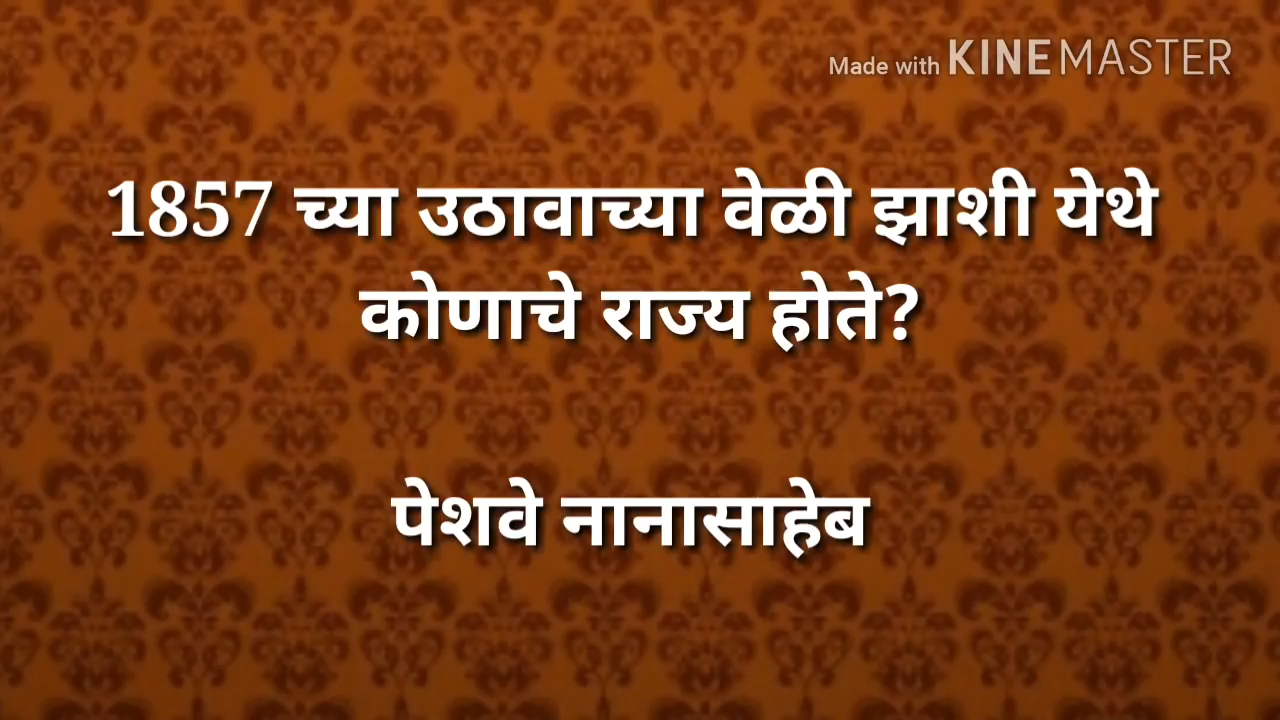 Made with KINEMASTER
1857 च्या उठावाच्या वेळी झाशी येथे
कोणाचे राज्य होते?
पेशवे नानासाहेब